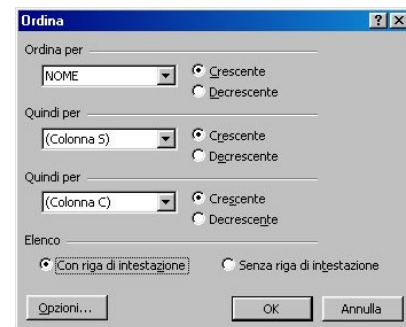 Ordina
Ordina per
NOME
Crescente
Decrescente
Quindi per
(Colonna S)
Crescente
Decrescente
Quindi per
(Colonna C)
Crescente
Decrescente
Elenco
Con riga di intestazione
Senza riga di intestazione
Opzioni...
OK
Annulla